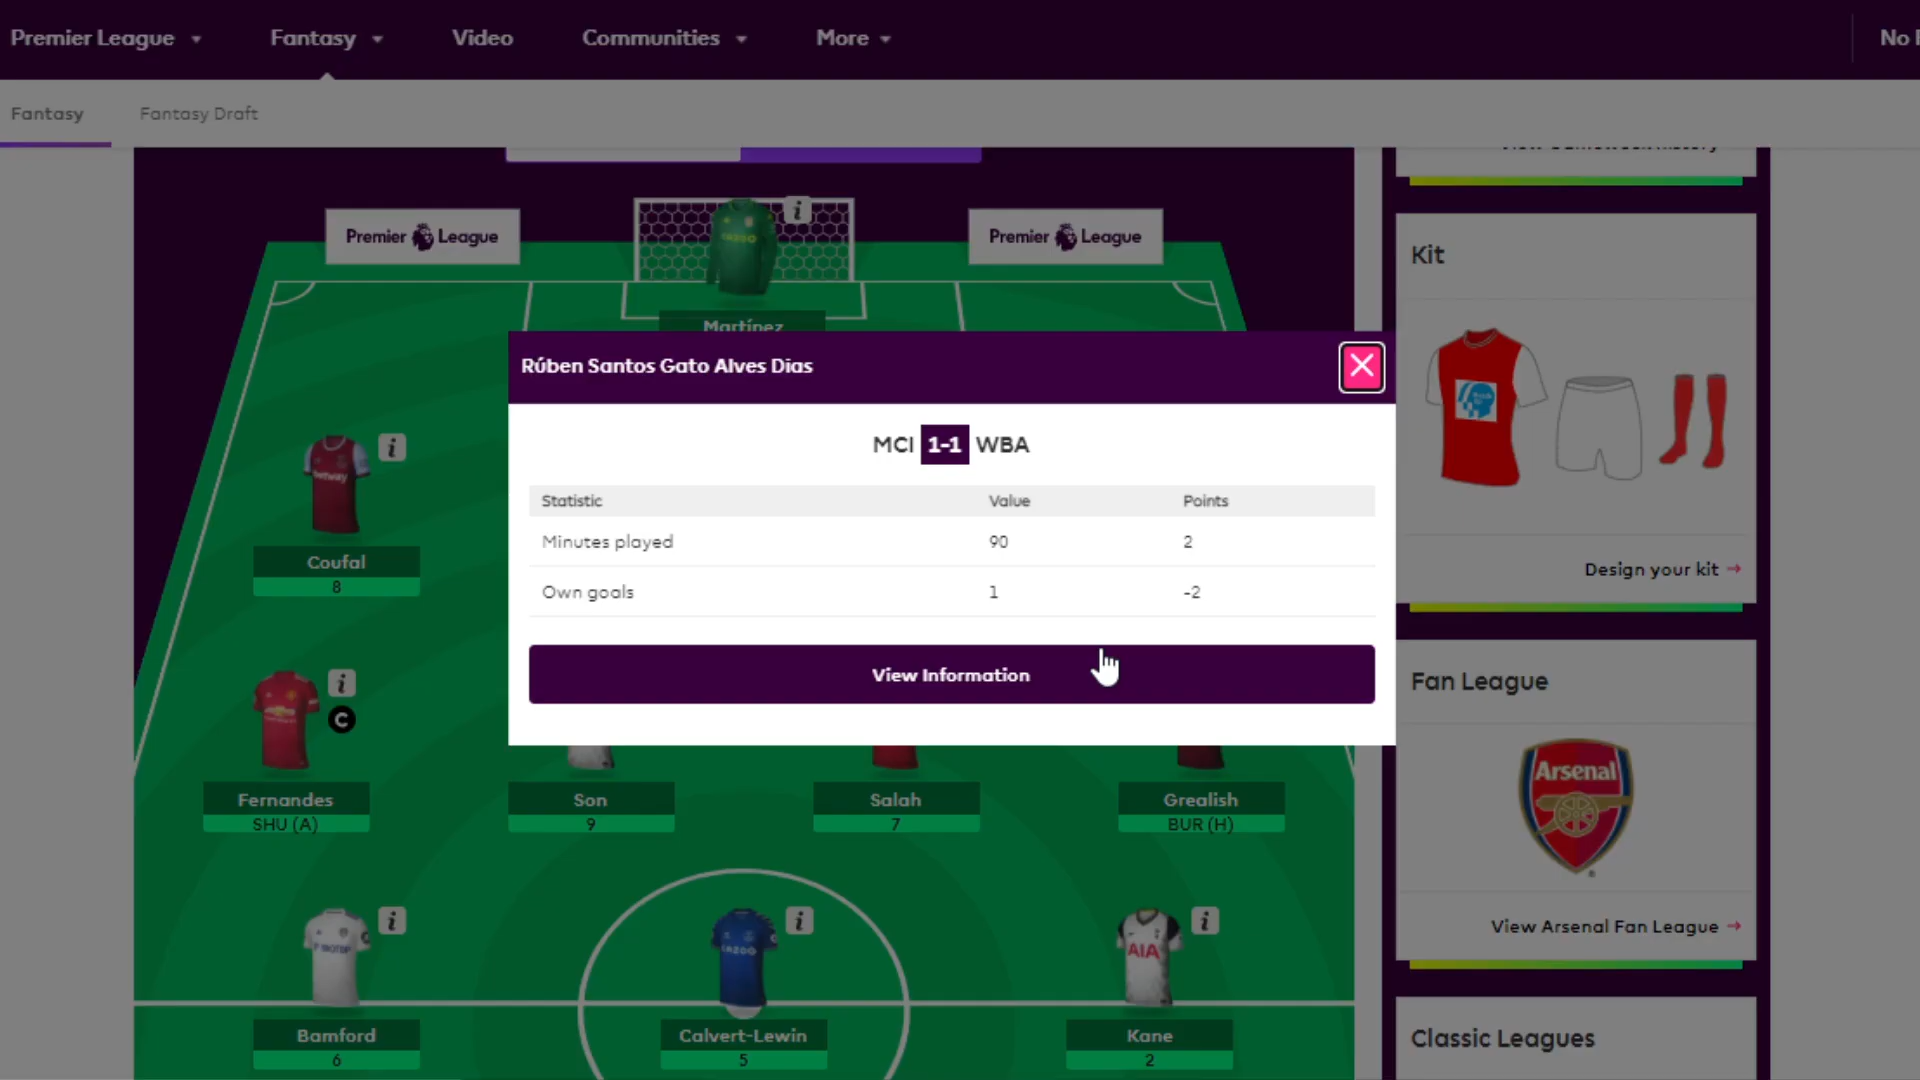 Premier League
Fantasy
Video
Communities
More
No
Fantasy
Fantasy Draft
Premier League
Premier League
Martínez
Kit
Rúben Santos Gato Alves Dias
MCI 1-1 WBA
Statistic Value Points
Minutes played 90 2
Own goals 1 -2
View Information
Coufal
8
Design your kit →
Fan League
Arsenal
View Arsenal Fan League →
Classic Leagues
C
Fernandes
SHU (A)
Son
9
Salah
7
Grealish
BUR (H)
AIA
Bamford
6
Calvert-Lewin
5
Kane
2